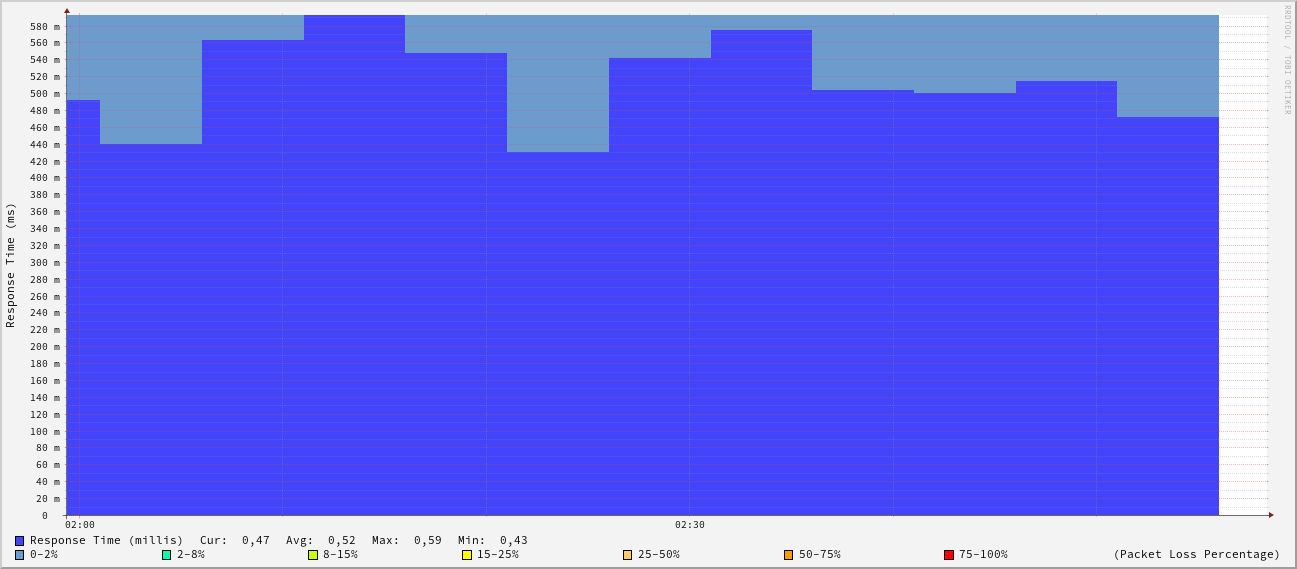 RRDTOOL / TOBI OETIKER
Response Time (ms)
580 m
560 m
540 m
520 m
500 m
480 m
460 m
440 m
420 m
400 m
380 m
360 m
340 m
320 m
300 m
280 m
260 m
240 m
220 m
200 m
180 m
160 m
140 m
120 m
100 m
80 m
60 m
40 m
20 m
0
02:00 02:30
Response Time (millis) Cur: 0,47 Avg: 0,52 Max: 0,59 Min: 0,43
0-2% 2-8% 8-15% 15-25% 25-50% 50-75% 75-100% (Packet Loss Percentage)